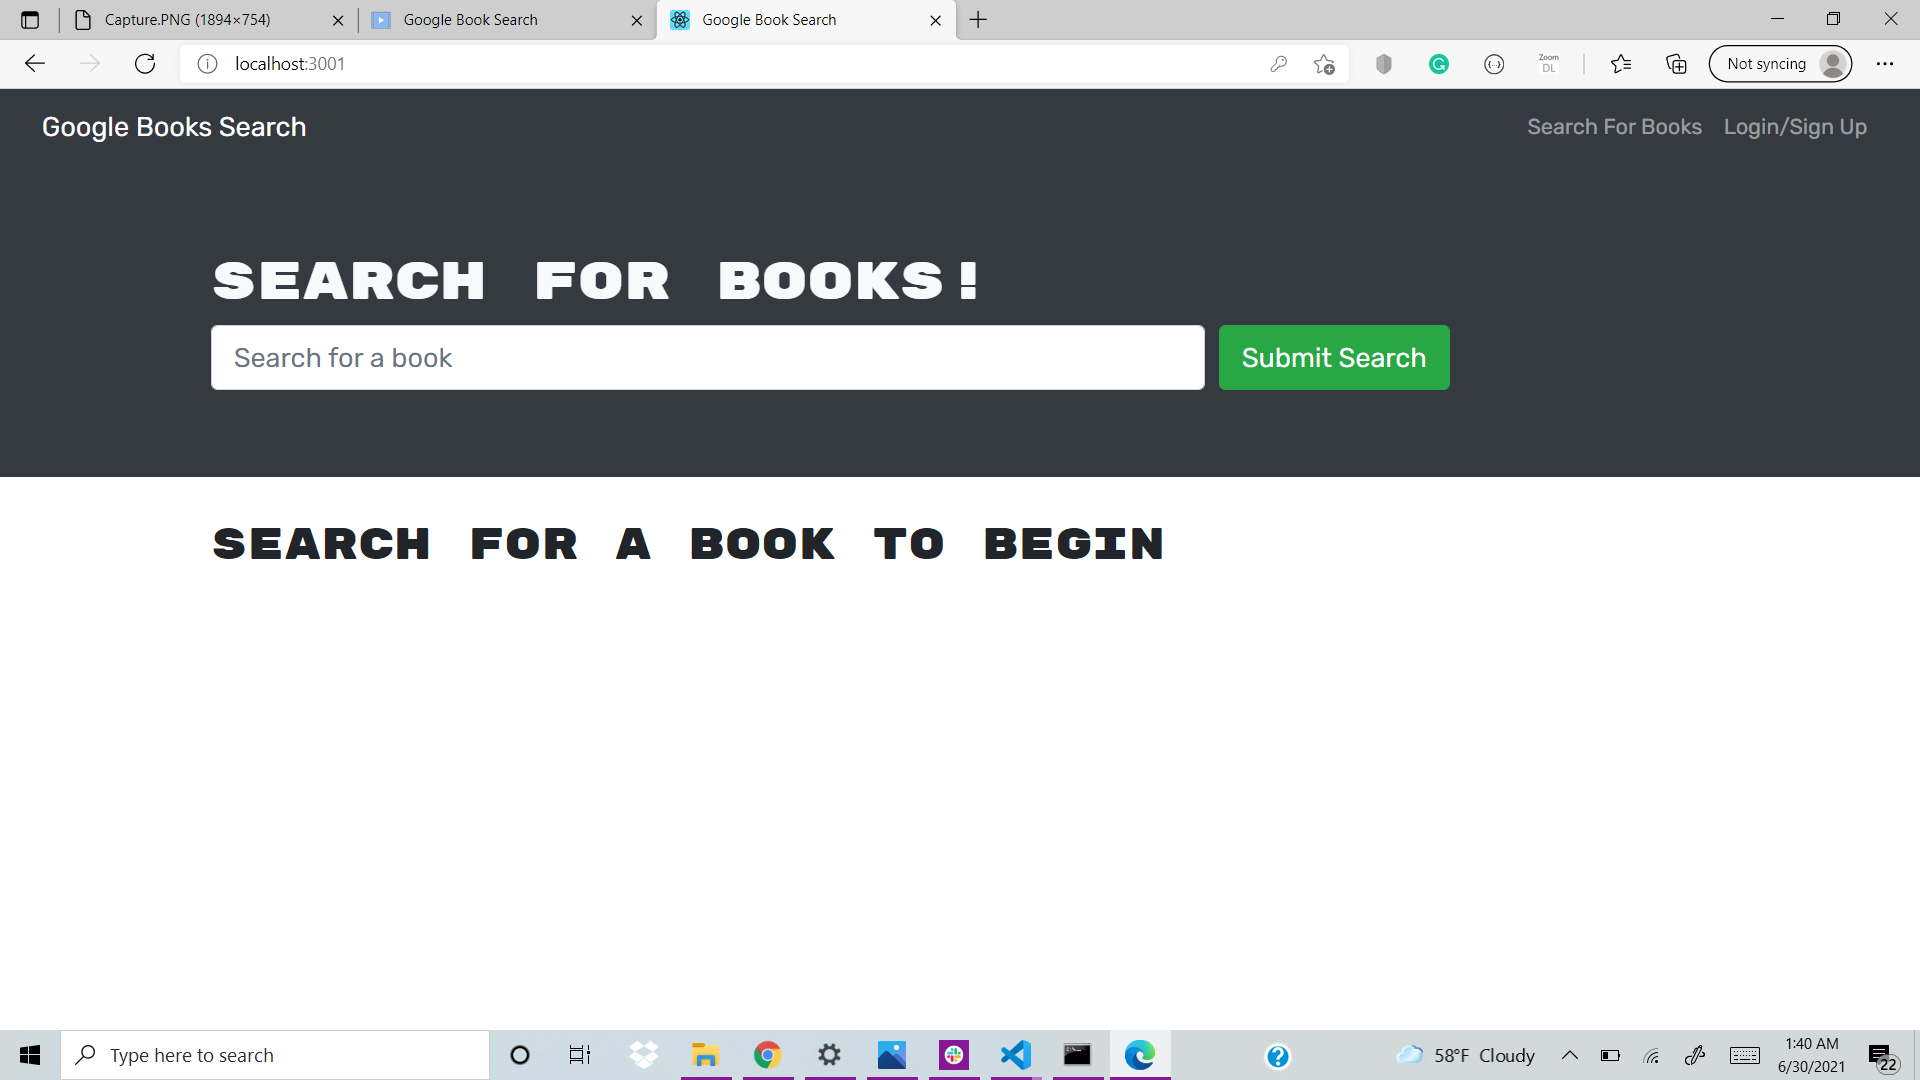 Capture.PNG (1894×754)
Google Book Search
Google Book Search
localhost:3001
Zoom
DL
Not syncing
Google Books Search
Search For Books
Login/Sign Up
SEARCH FOR BOOKS!
Search for a book
Submit Search
SEARCH FOR A BOOK TO BEGIN
Type here to search
58°F Cloudy
1:40 AM
6/30/2021
22